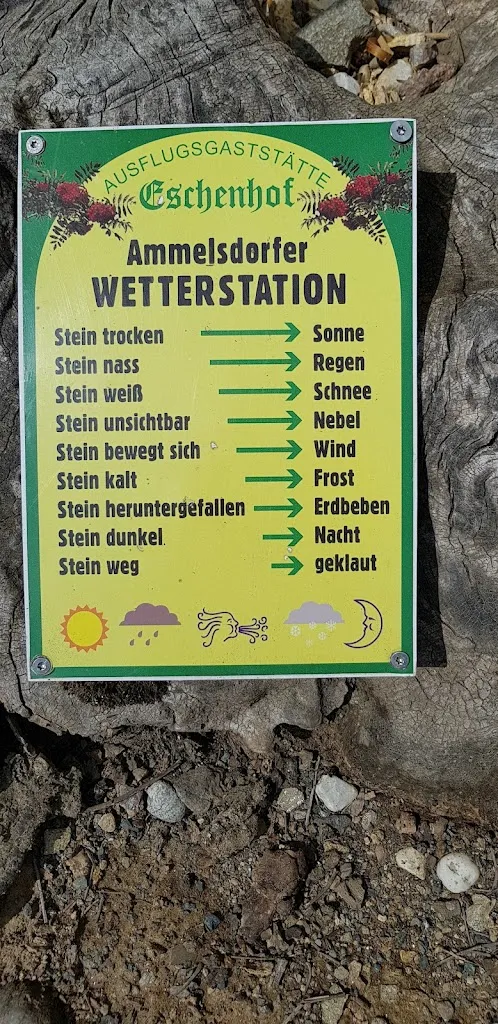 AUSFLUGSGASTSTÄTTE
Eschenhof
Ammelsdorfer
WETTERSTATION
Stein trocken → Sonne
Stein nass → Regen
Stein weiß → Schnee
Stein unsichtbar → Nebel
Stein bewegt sich → Wind
Stein kalt → Frost
Stein heruntergefallen → Erdbeben
Stein dunkel → Nacht
Stein weg → geklaut